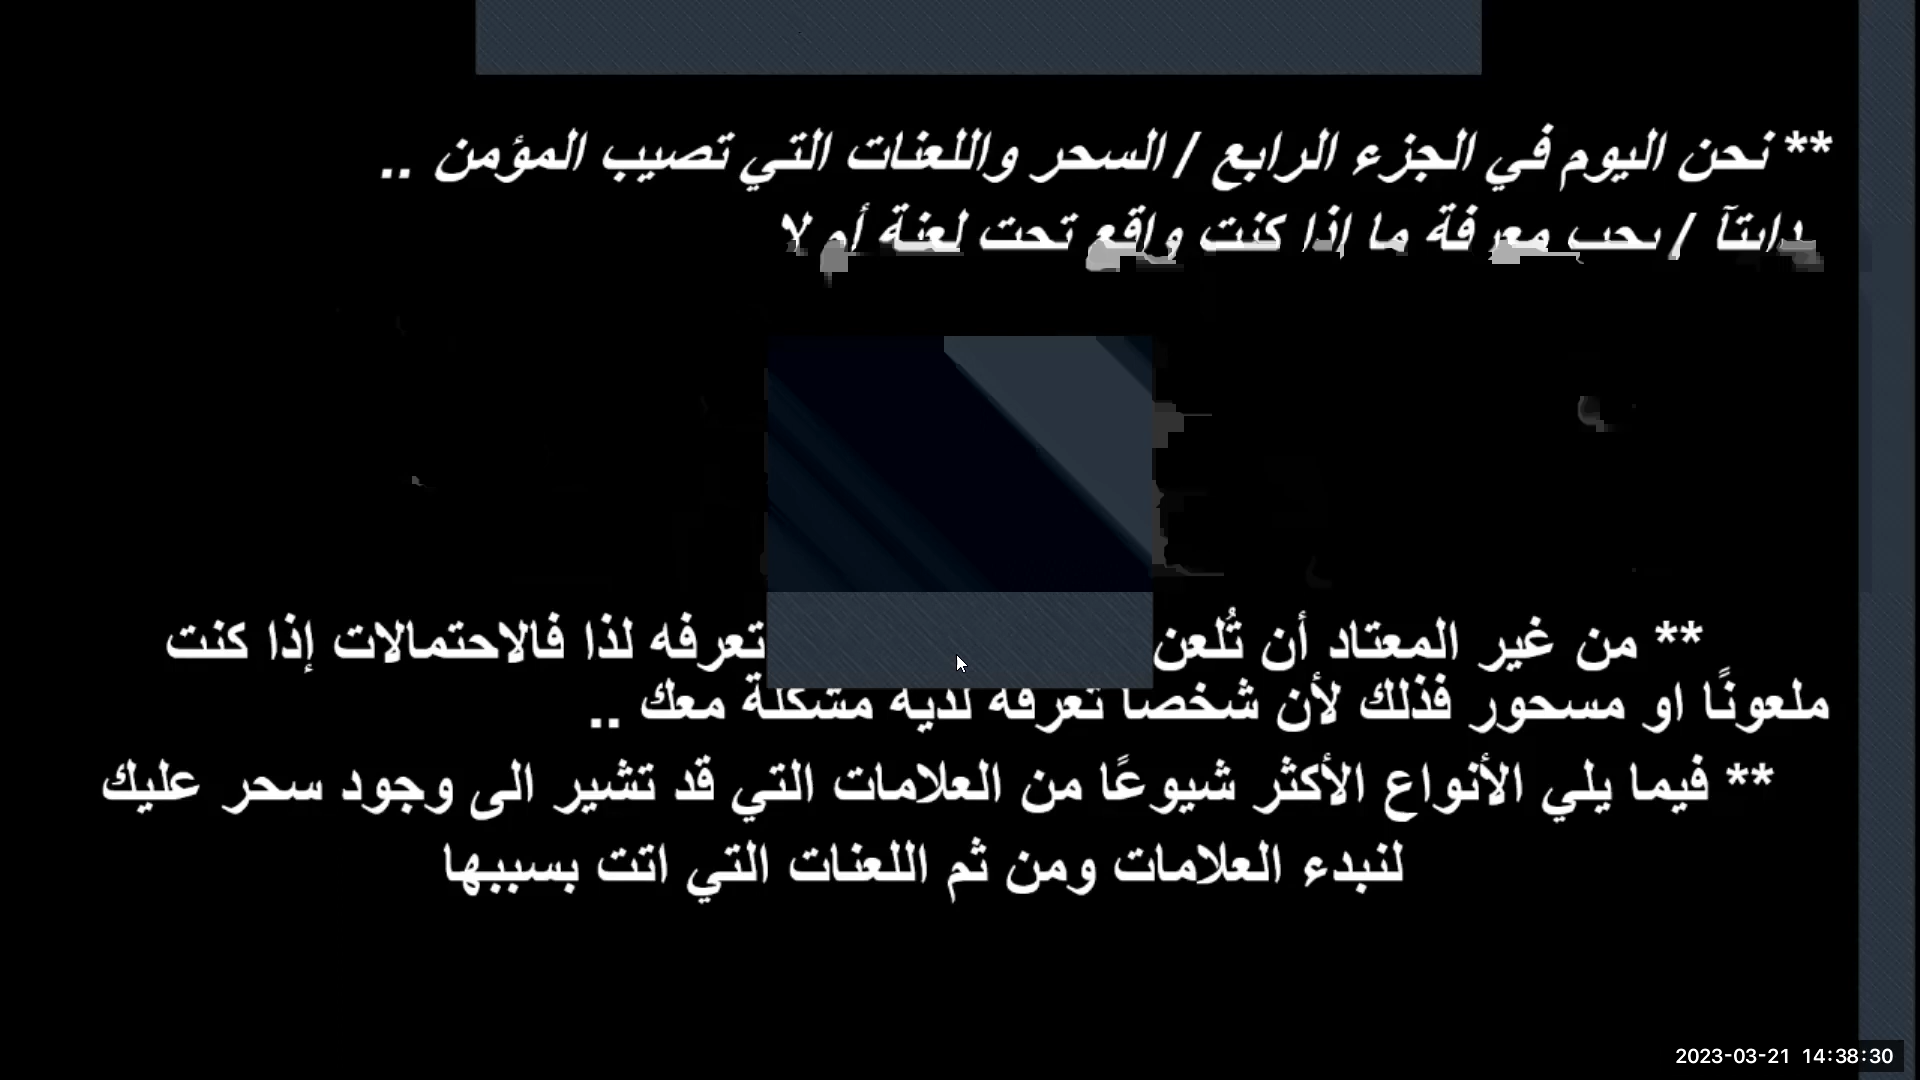 ** نحن اليوم في الجزء الرابع / السحر واللعنات التي تصيب المؤمن ..
/ معرفة ما إذا كنت واقع تحت لعنة أو لا
** من غير المعتاد أن تُلعن تعرفه لذا فالاحتمالات إذا كنت
ملعونًا او مسحور فذلك لأن شخصا تعرفه لديه مشكلة معك ..
** فيما يلي الأنواع الأكثر شيوعًا من العلامات التي قد تشير الى وجود سحر عليك
لنبدء العلامات ومن ثم اللعنات التي اتت بسببها
2023-03-21 14:38:30